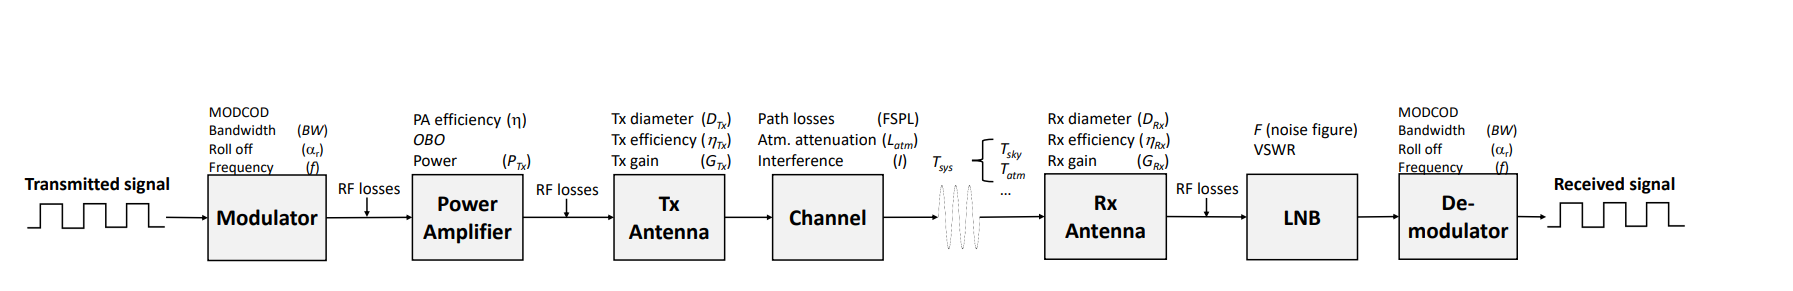 Transmitted signal
MODCOD
Bandwidth (BW)
Roll off (αr)
Frequency (f)
Modulator
RF losses
PA efficiency (η)
OBO
Power (PTx)
Power
Amplifier
RF losses
Tx diameter (DTx)
Tx efficiency (ηTx)
Tx gain (GTx)
Tx
Antenna
Path losses (FSPL)
Atm. attenuation (Latm)
Interference (I)
Channel
Tsys
Tsky
Tatm
...
Rx diameter (DRx)
Rx efficiency (ηRx)
Rx gain (GRx)
Rx
Antenna
RF losses
F (noise figure)
VSWR
LNB
MODCOD
Bandwidth (BW)
Roll off (αr)
Frequency (f)
De-
modulator
Received signal